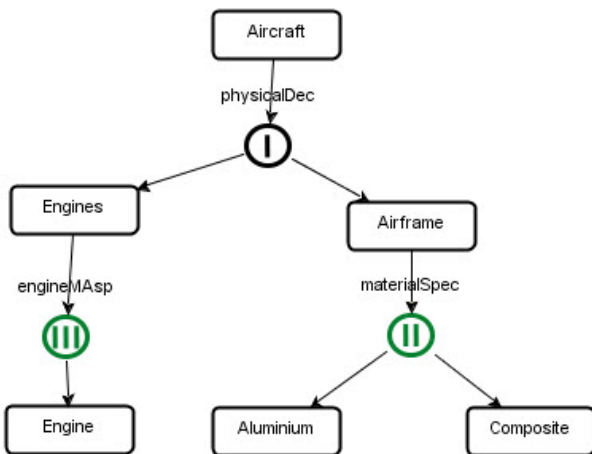 Aircraft
physicalDec
I
Engines
Airframe
engineMAsp
materialSpec
III
II
Engine
Aluminium
Composite